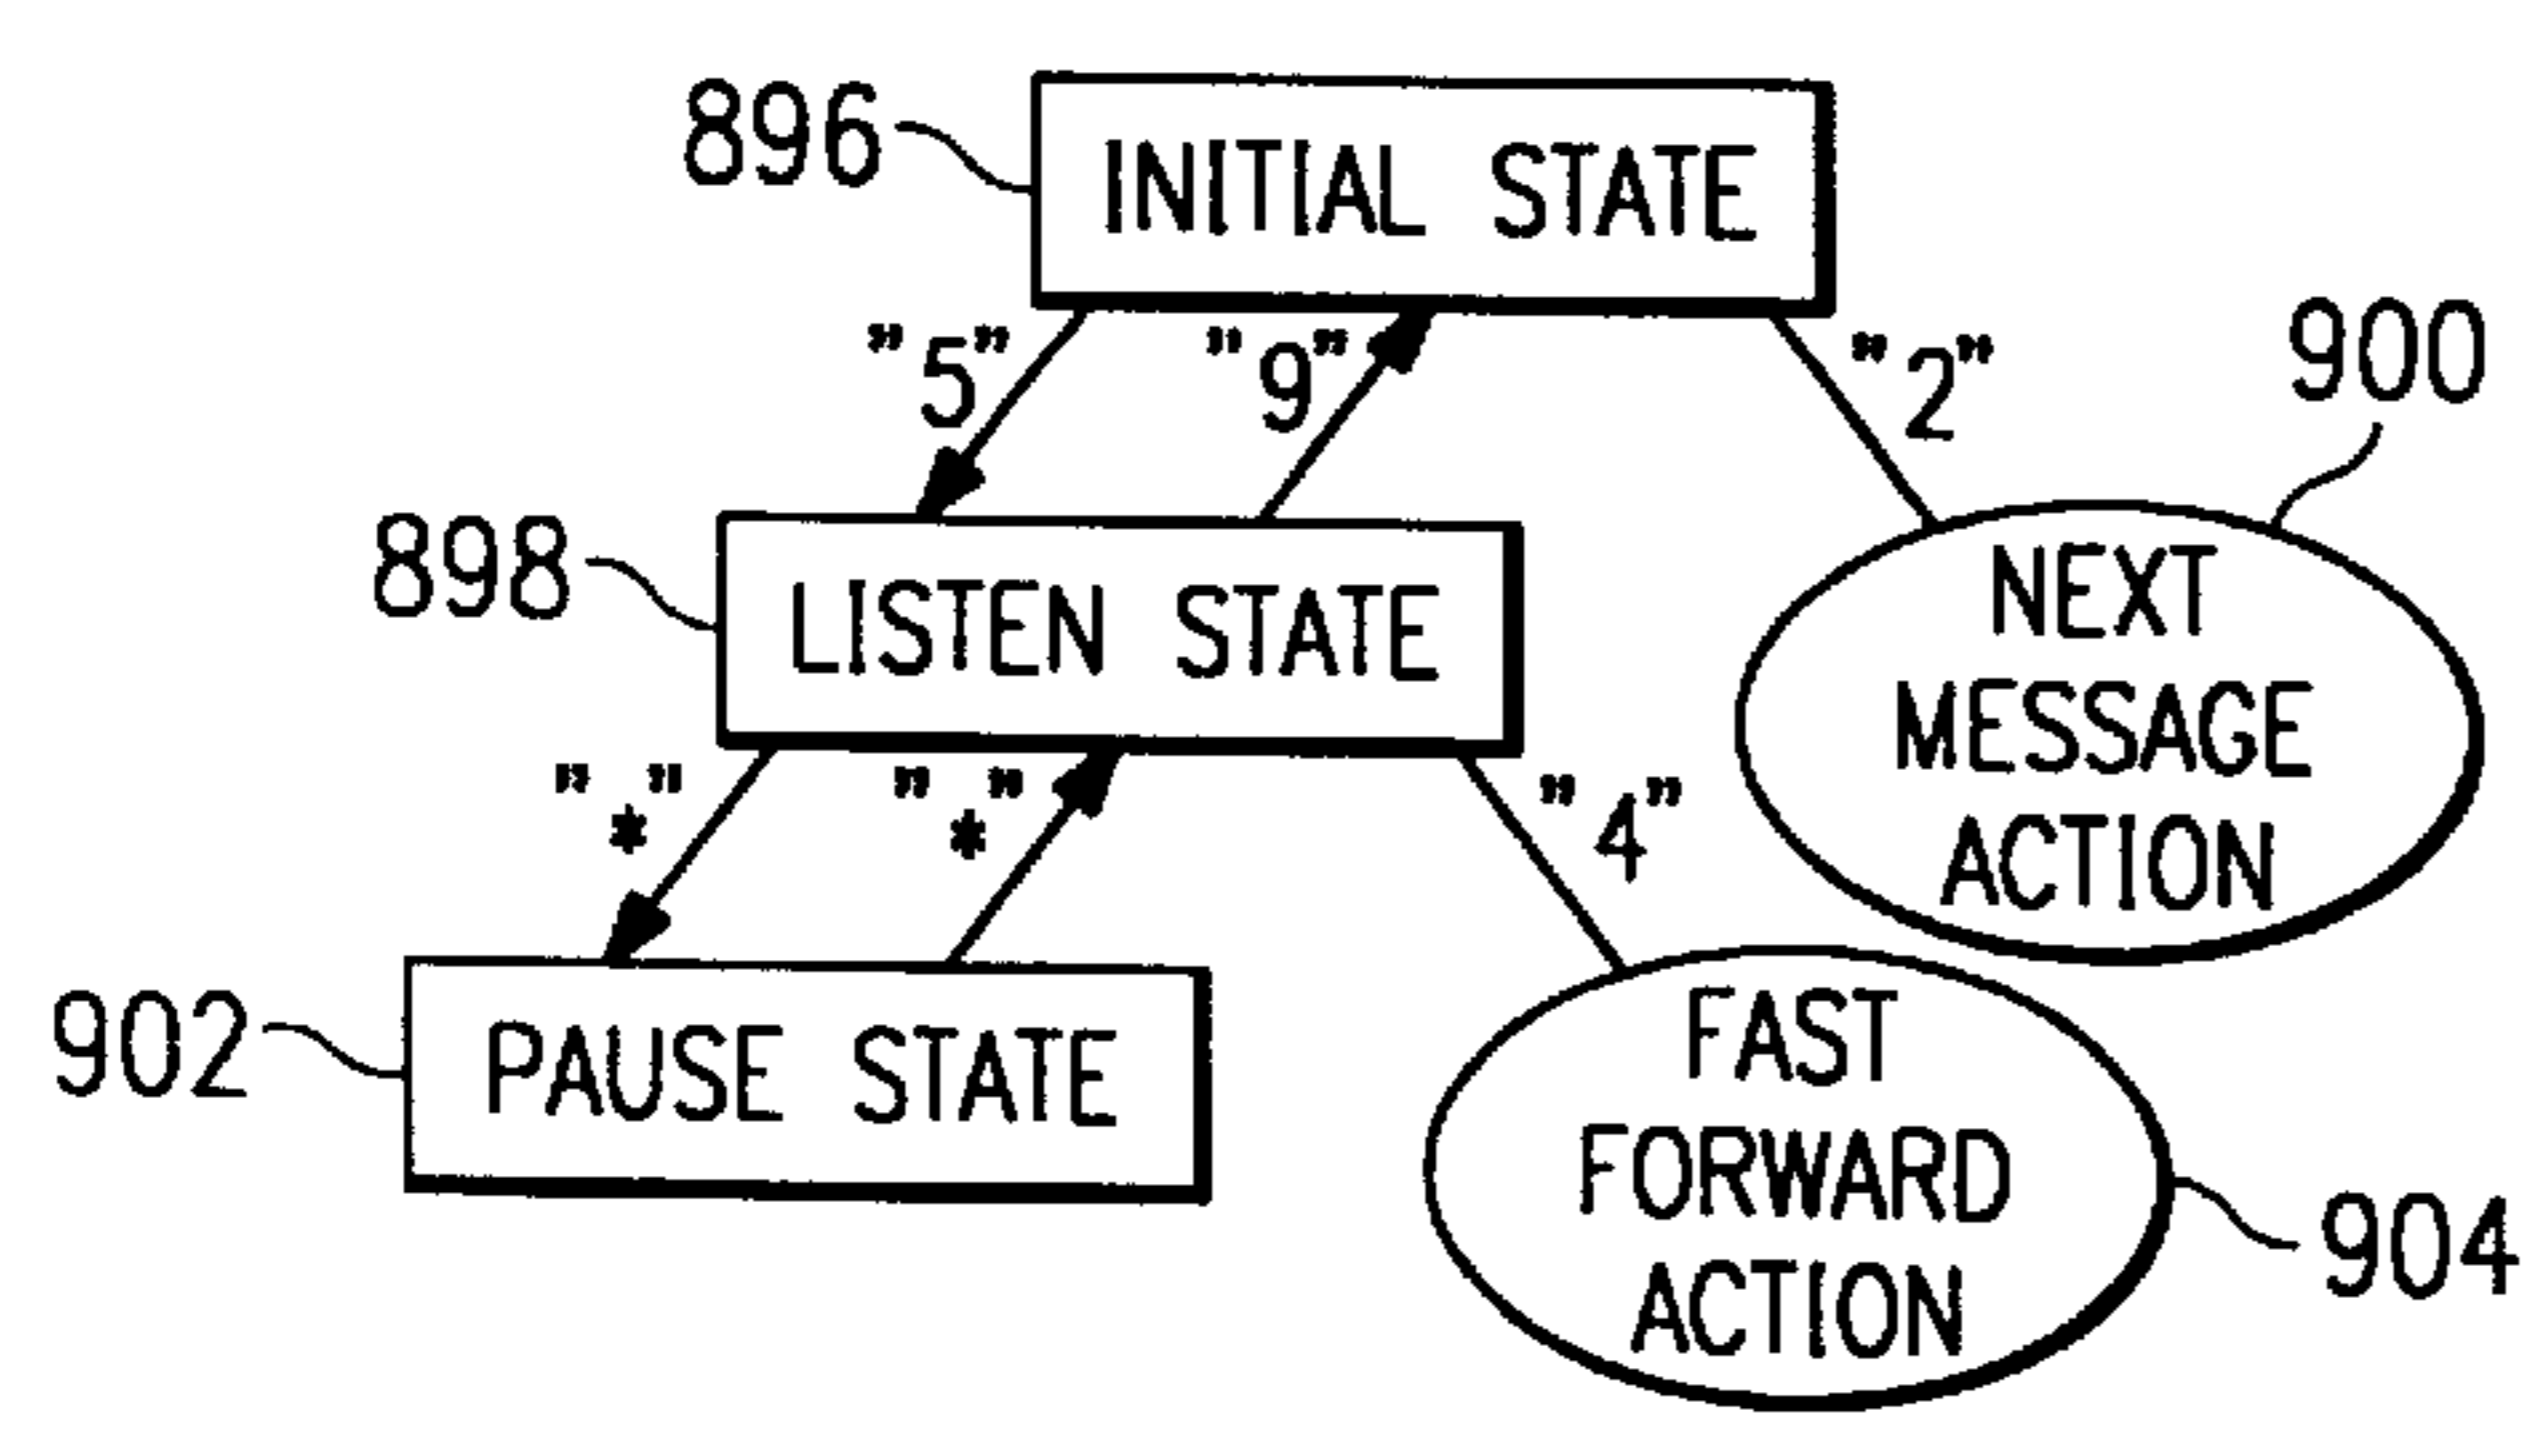 896
INITIAL STATE
"5"
"9"
"2"
900
898
LISTEN STATE
NEXT
MESSAGE
ACTION
"*"
"*"
"4"
902
PAUSE STATE
FAST
FORWARD
ACTION
904